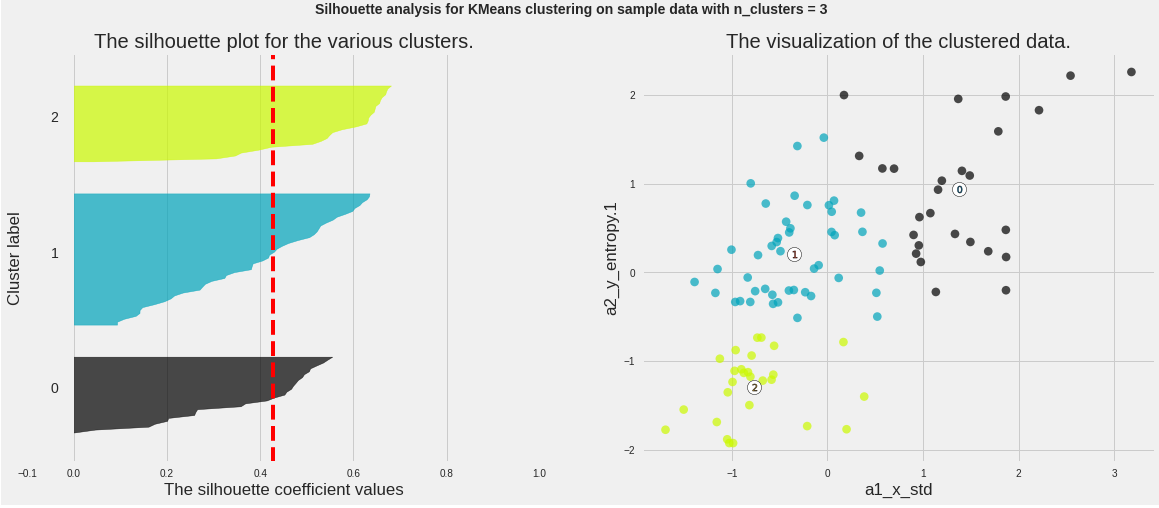 Silhouette analysis for KMeans clustering on sample data with n_clusters = 3
The silhouette plot for the various clusters.
2
1
0
Cluster label
−0.1 0.0 0.2 0.4 0.6 0.8 1.0
The silhouette coefficient values
The visualization of the clustered data.
2
1
0
−1
−2
a2_y_entropy.1
0
1
2
−1 0 1 2 3
a1_x_std